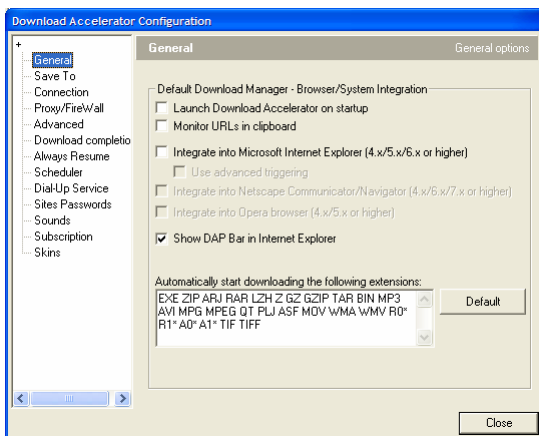 Download Accelerator Configuration
General
Save To
Connection
Proxy/FireWall
Advanced
Download completio
Always Resume
Scheduler
Dial-Up Service
Sites Passwords
Sounds
Subscription
Skins
General
General options
Default Download Manager - Browser/System Integration
Launch Download Accelerator on startup
Monitor URLs in clipboard
Integrate into Microsoft Internet Explorer (4.x/5.x/6.x or higher)
Use advanced triggering
Integrate into Netscape Communicator/Navigator (4.x/6.x/7.x or higher)
Integrate into Opera browser (4.x/5.x or higher)
Show DAP Bar in Internet Explorer
Automatically start downloading the following extensions:
EXE ZIP ARJ RAR LZH Z GZ GZIP TAR BIN MP3
AVI MPG MPEG QT PLJ ASF MOV WMA WMV R0*
R1* A0* A1* TIF TIFF
Default
Close